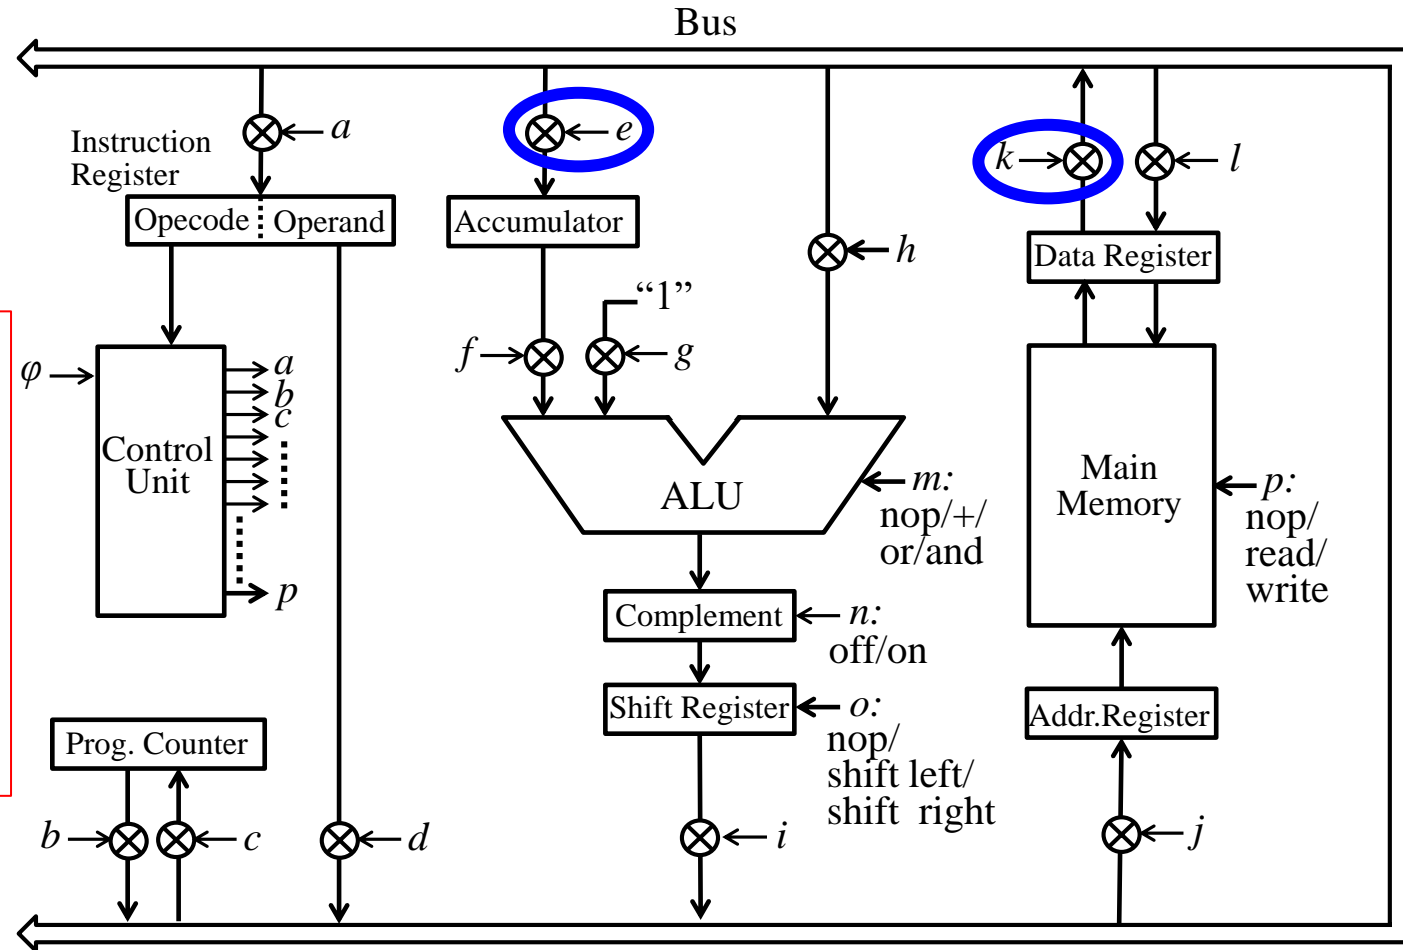 Bus
a
e
k
l
Instruction
Register
Opecode
Operand
Accumulator
h
Data Register
“1”
f
g
φ
a
b
c
Control
Unit
p
ALU
m:
nop/+/
or/and
Main
Memory
p:
nop/
read/
write
Complement
n:
off/on
Shift Register
o:
nop/
shift left/
shift right
Addr.Register
Prog. Counter
b
c
d
i
j